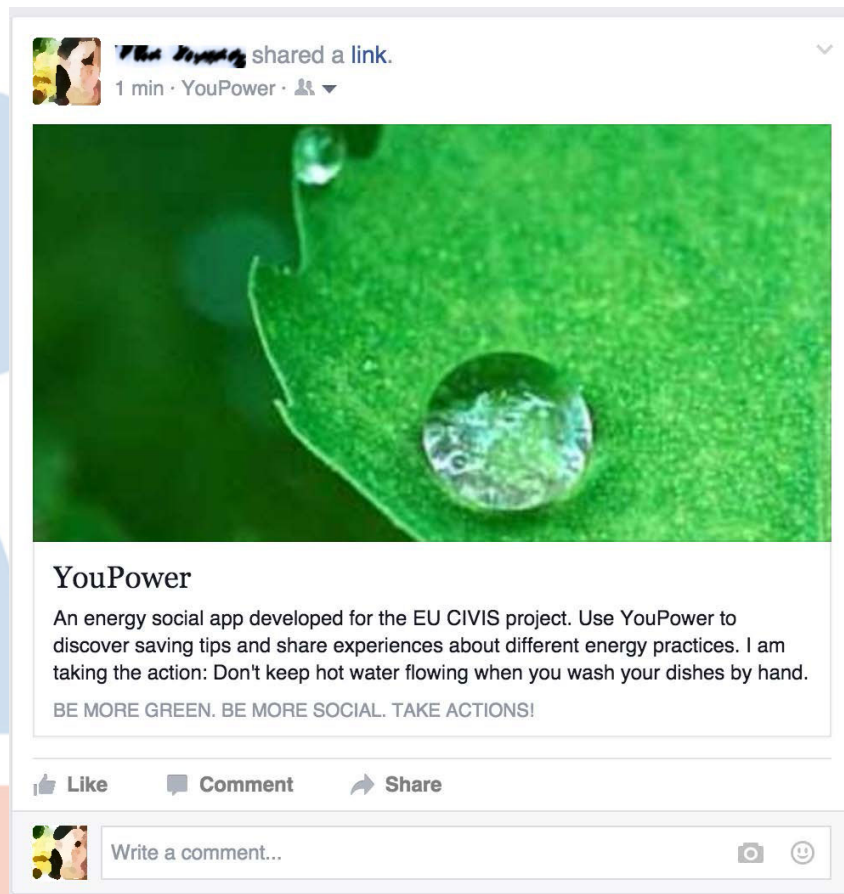 shared a link.
1 min · YouPower ·
YouPower
An energy social app developed for the EU CIVIS project. Use YouPower to
discover saving tips and share experiences about different energy practices. I am
taking the action: Don't keep hot water flowing when you wash your dishes by hand.
BE MORE GREEN. BE MORE SOCIAL. TAKE ACTIONS!
Like Comment Share
Write a comment...